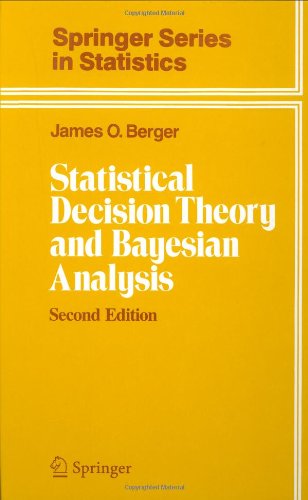 Springer Series
in Statistics
James O. Berger
Statistical
Decision Theory
and Bayesian
Analysis
Second Edition
Springer